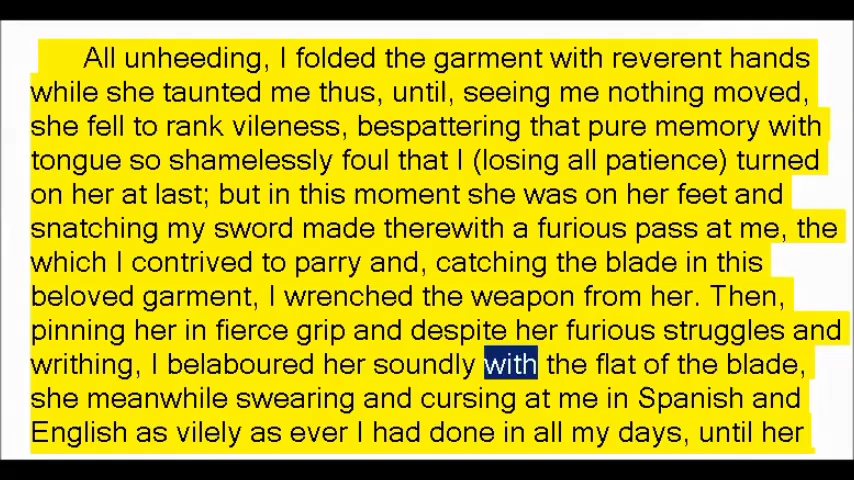 All unheeding, I folded the garment with reverent hands
while she taunted me thus, until, seeing me nothing moved,
she fell to rank vileness, bespattering that pure memory with
tongue so shamelessly foul that I (losing all patience) turned
on her at last; but in this moment she was on her feet and
snatching my sword made therewith a furious pass at me, the
which I contrived to parry and, catching the blade in this
beloved garment, I wrenched the weapon from her. Then,
pinning her in fierce grip and despite her furious struggles and
writhing, I belaboured her soundly with the flat of the blade,
she meanwhile swearing and cursing at me in Spanish and
English as vilely as ever I had done in all my days, until her